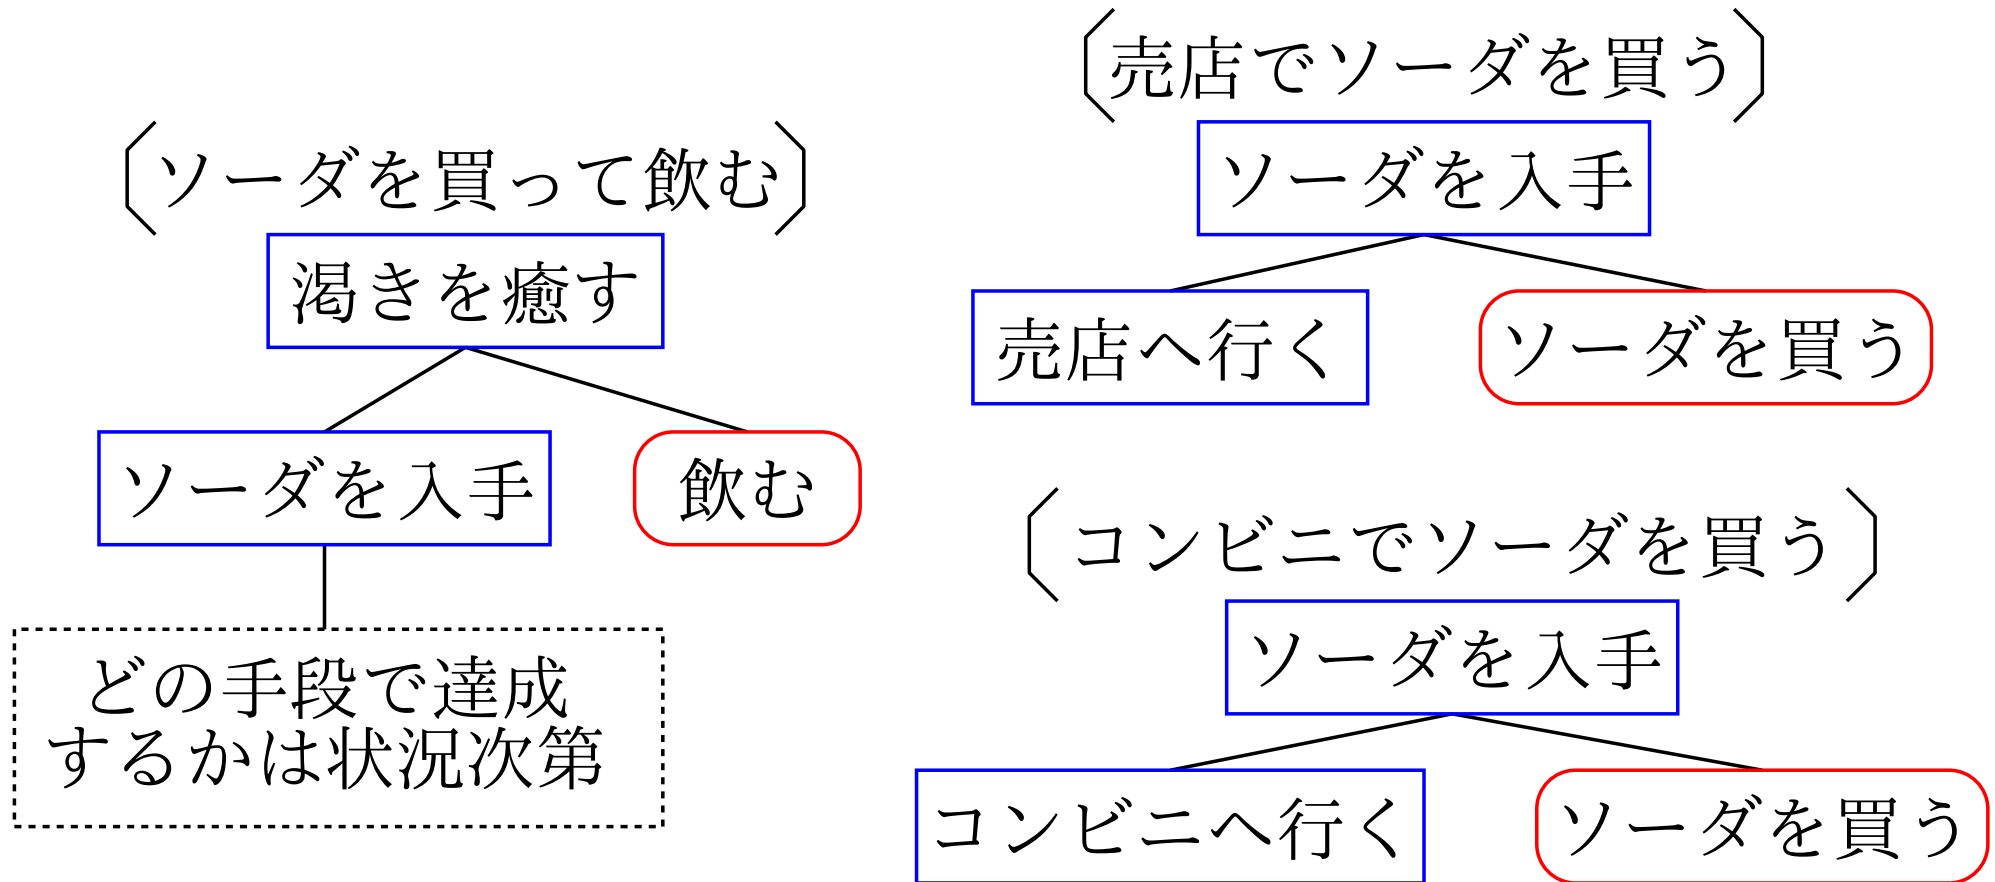 ソーダを買って飲む
渇きを癒す
ソーダを入手
飲む
どの手段で達成
するかは状況次第
売店でソーダを買う
ソーダを入手
売店へ行く
ソーダを買う
コンビニでソーダを買う
ソーダを入手
コンビニへ行く
ソーダを買う